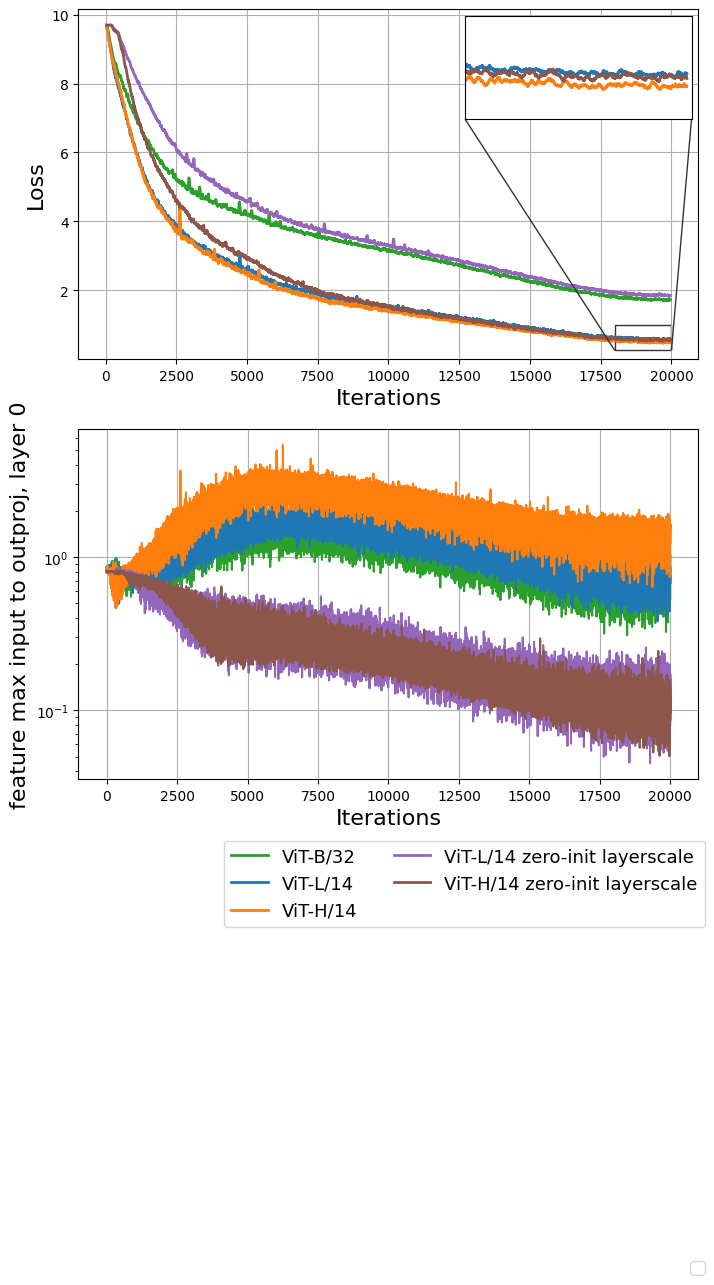 10
8
6
4
2
Loss
0 2500 5000 7500 10000 12500 15000 17500 20000
Iterations
10⁰
10⁻¹
feature max input to outproj, layer 0
0 2500 5000 7500 10000 12500 15000 17500 20000
Iterations
ViT-B/32
ViT-L/14
ViT-H/14
ViT-L/14 zero-init layerscale
ViT-H/14 zero-init layerscale